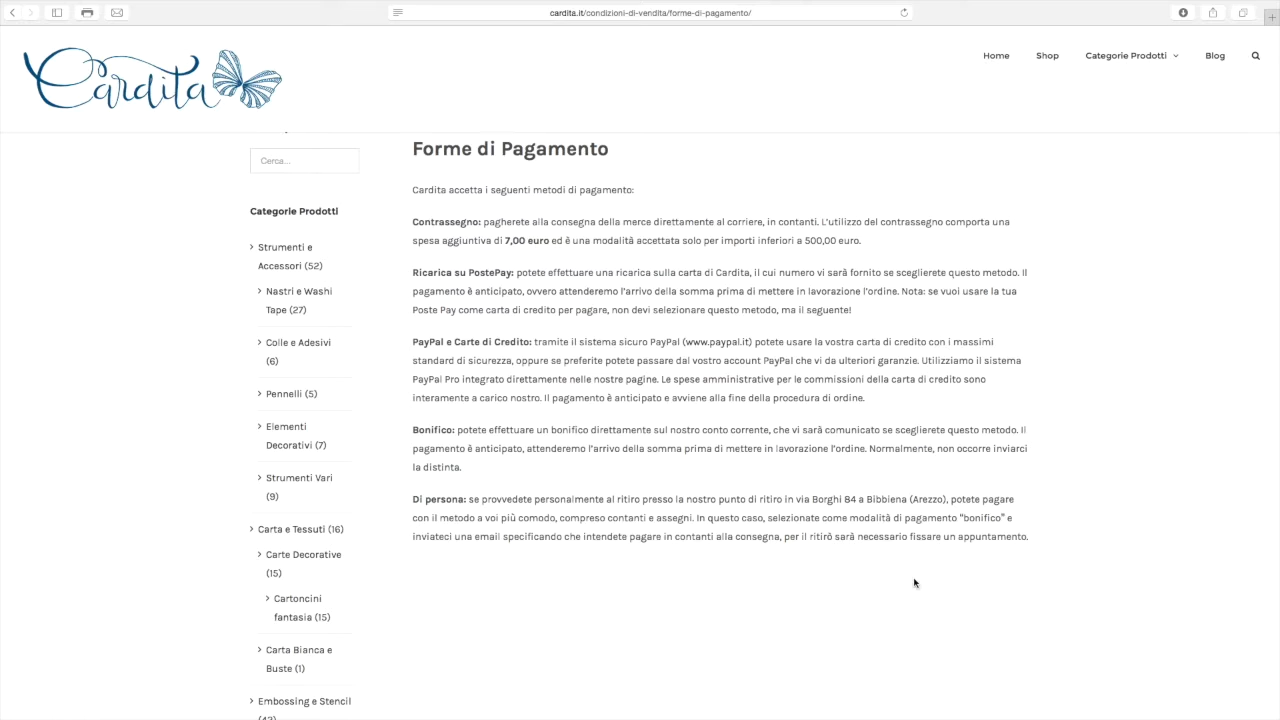 cardita.it/condizioni-di-vendita/forme-di-pagamento/
Cardita
Home Shop Categorie Prodotti Blog
Cerca...
Categorie Prodotti
Strumenti e
Accessori (52)
Nastri e Washi
Tape (27)
Colle e Adesivi
(6)
Pennelli (5)
Elementi
Decorativi (7)
Strumenti Vari
(9)
Carta e Tessuti (16)
Carte Decorative
(15)
Cartoncini
fantasia (15)
Carta Bianca e
Buste (1)
Embossing e Stencil
Forme di Pagamento
Cardita accetta i seguenti metodi di pagamento:
Contrassegno: pagherete alla consegna della merce direttamente al corriere, in contanti. L'utilizzo del contrassegno comporta una
spesa aggiuntiva di 7,00 euro ed è una modalità accettata solo per importi inferiori a 500,00 euro.
Ricarica su PostePay: potete effettuare una ricarica sulla carta di Cardita, il cui numero vi sarà fornito se sceglierete questo metodo. Il
pagamento è anticipato, ovvero attenderemo l'arrivo della somma prima di mettere in lavorazione l'ordine. Nota: se vuoi usare la tua
Poste Pay come carta di credito per pagare, non devi selezionare questo metodo, ma il seguente!
PayPal e Carte di Credito: tramite il sistema sicuro PayPal (www.paypal.it) potete usare la vostra carta di credito con i massimi
standard di sicurezza, oppure se preferite potete passare dal vostro account PayPal che vi da ulteriori garanzie. Utilizziamo il sistema
PayPal Pro integrato direttamente nelle nostre pagine. Le spese amministrative per le commissioni della carta di credito sono
interamente a carico nostro. Il pagamento è anticipato e avviene alla fine della procedura di ordine.
Bonifico: potete effettuare un bonifico direttamente sul nostro conto corrente, che vi sarà comunicato se sceglierete questo metodo. Il
pagamento è anticipato, attenderemo l'arrivo della somma prima di mettere in lavorazione l'ordine. Normalmente, non occorre inviarci
la distinta.
Di persona: se provvedete personalmente al ritiro presso la nostro punto di ritiro in via Borghi 84 a Bibbiena (Arezzo), potete pagare
con il metodo a voi più comodo, compreso contanti e assegni. In questo caso, selezionate come modalità di pagamento "bonifico" e
inviateci una email specificando che intendete pagare in contanti alla consegna, per il ritirò sarà necessario fissare un appuntamento.